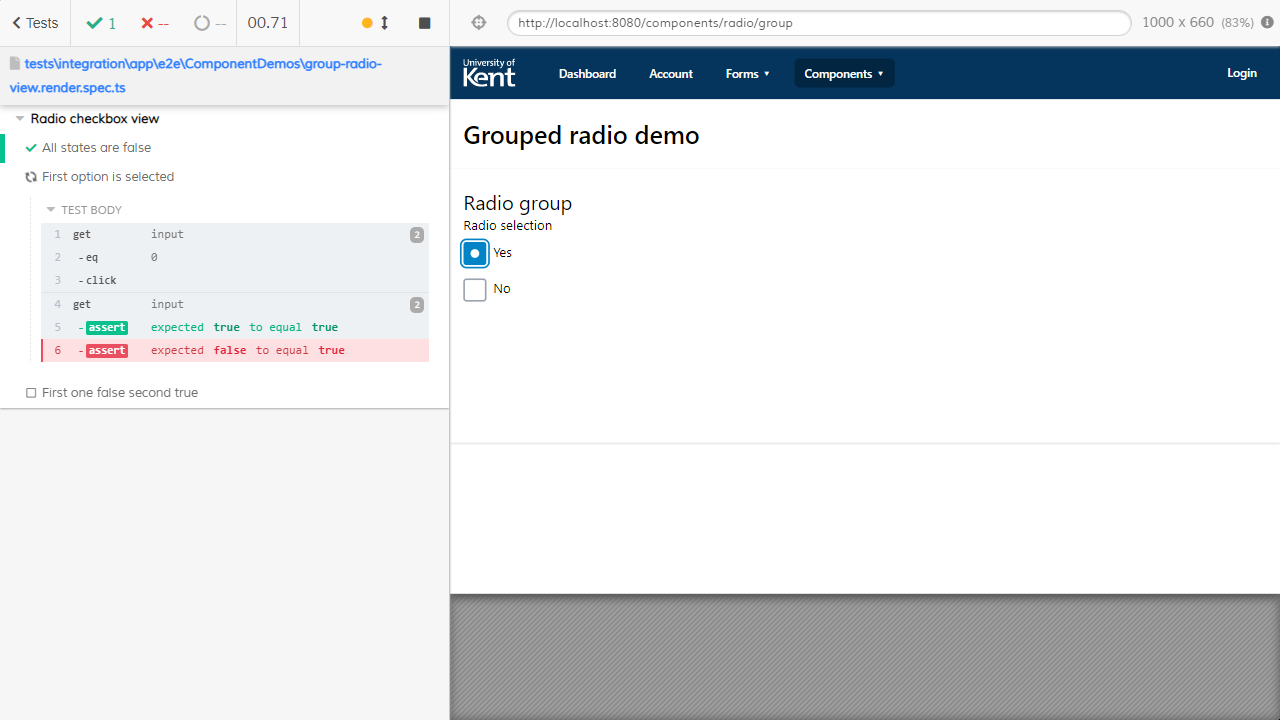 Tests
1
--
--
00.71
http://localhost:8080/components/radio/group
1000 x 660 (83%)
tests\integration\app\e2e\ComponentDemos\group-radio-
view.render.spec.ts
Radio checkbox view
All states are false
First option is selected
TEST BODY
1 get input 2
2 -eq 0
3 -click
4 get input 2
5 -assert expected true to equal true
6 -assert expected false to equal true
First one false second true
University of
Kent
Dashboard
Account
Forms
Components
Login
Grouped radio demo
Radio group
Radio selection
Yes
No